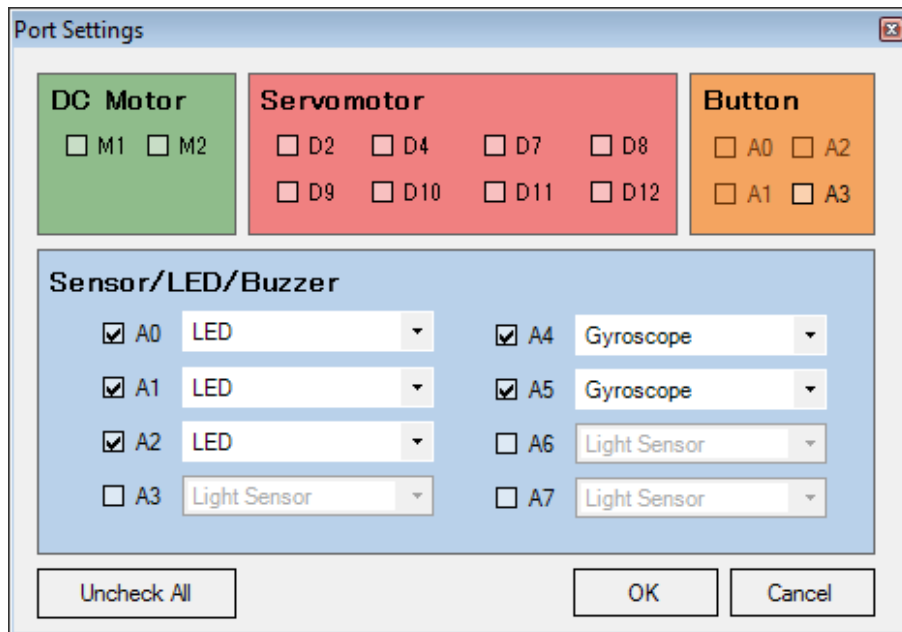 Port Settings
DC Motor
M1 M2
Servomotor
D2 D4 D7 D8
D9 D10 D11 D12
Button
A0 A2
A1 A3
Sensor/LED/Buzzer
A0 LED
A1 LED
A2 LED
A3 Light Sensor
A4 Gyroscope
A5 Gyroscope
A6 Light Sensor
A7 Light Sensor
Uncheck All
OK
Cancel